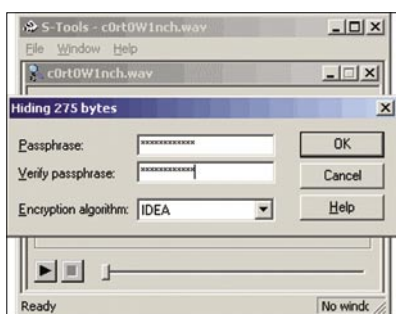 S-Tools - c0rt0W1nch.wav
File Window Help
c0rt0W1nch.wav
Hiding 275 bytes
Passphrase: ************
OK
Verify passphrase: ************
Cancel
Encryption algorithm: IDEA
Help
Ready No windc